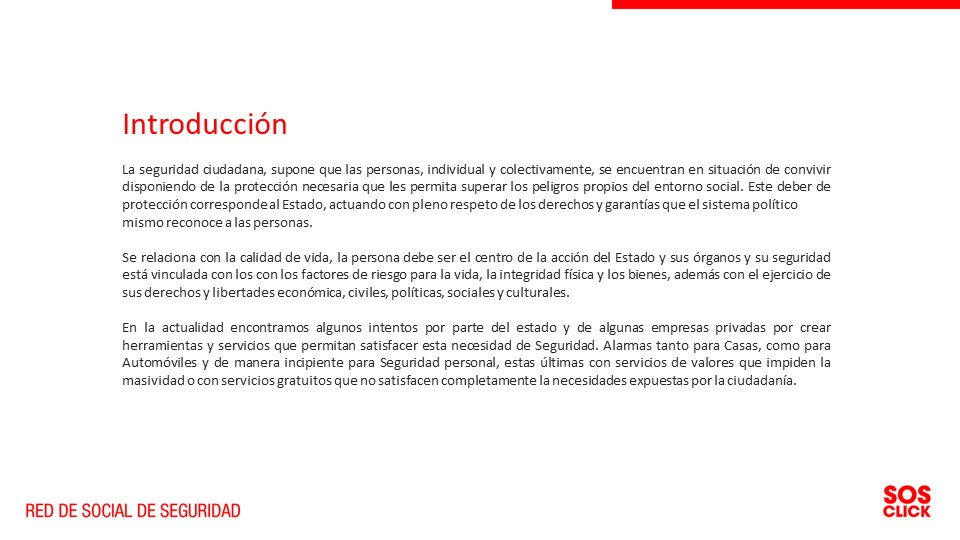 Introducción
La seguridad ciudadana, supone que las personas, individual y colectivamente, se encuentran en situación de convivir
disponiendo de la protección necesaria que les permita superar los peligros propios del entorno social. Este deber de
protección corresponde al Estado, actuando con pleno respeto de los derechos y garantías que el sistema político
mismo reconoce a las personas.
Se relaciona con la calidad de vida, la persona debe ser el centro de la acción del Estado y sus órganos y su seguridad
está vinculada con los con los factores de riesgo para la vida, la integridad física y los bienes, además con el ejercicio de
sus derechos y libertades económica, civiles, políticas, sociales y culturales.
En la actualidad encontramos algunos intentos por parte del estado y de algunas empresas privadas por crear
herramientas y servicios que permitan satisfacer esta necesidad de Seguridad. Alarmas tanto para Casas, como para
Automóviles y de manera incipiente para Seguridad personal, estas últimas con servicios de valores que impiden la
masividad o con servicios gratuitos que no satisfacen completamente la necesidades expuestas por la ciudadanía.
RED DE SOCIAL DE SEGURIDAD
SOS
CLICK